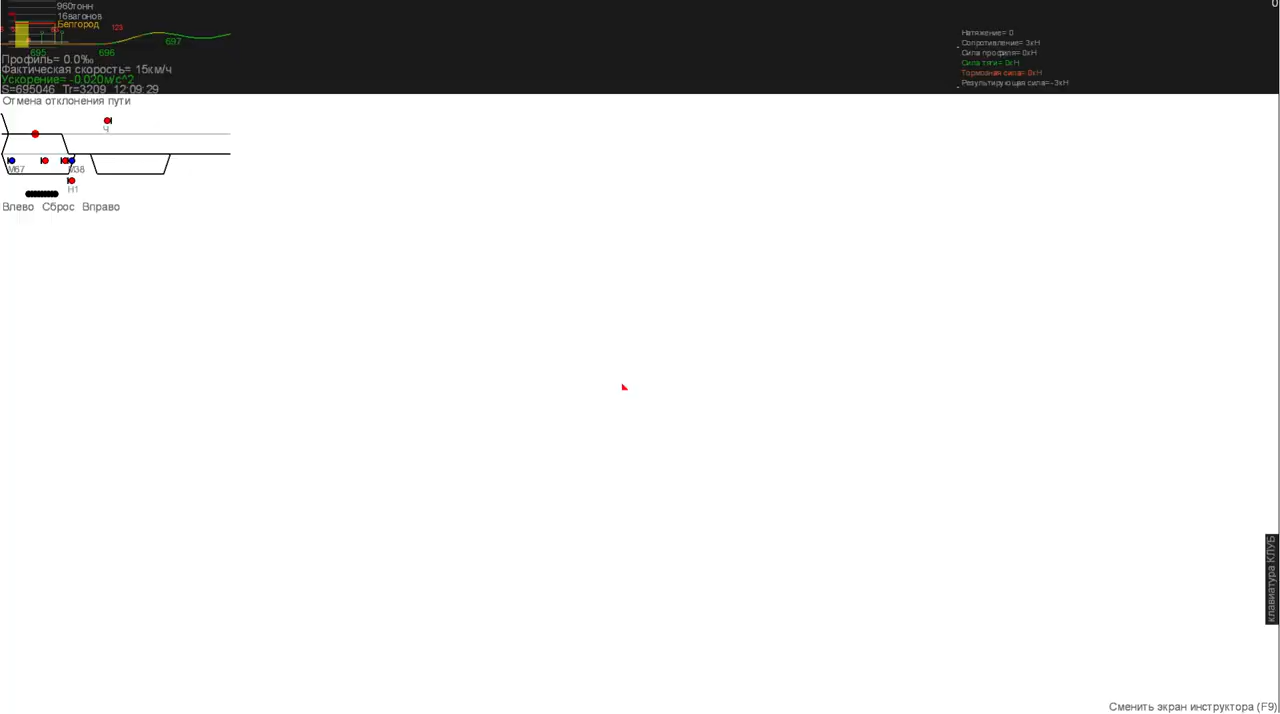 0
960тонн
16вагонов
Белгород
123
697
695
696
Профиль= 0.0‰
Фактическая скорость= 15км/ч
Ускорение= -0.020м/с^2
S=695046 Tr=3209 12:09:29
Натяжение= 0
Сопротивление= 3кН
Сила профиля= 0кН
Сила тяги= 0кН
Тормозная сила= 0кН
Результирующая сила=-3кН
Отмена отклонения пути
Ч
М67
М38
Н1
Влево Сброс Вправо
клавиатура КЛУБ
Сменить экран инструктора (F9)